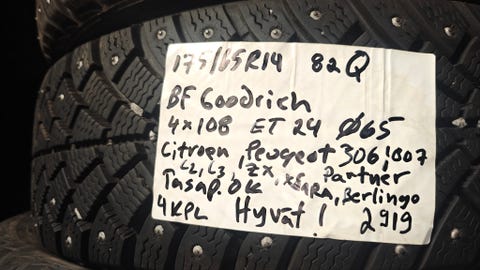 175/65R14 82Q
BF Goodrich
4x108 ET 24 Ø65
Citroen, Peugeot 306, 1007
C2, C3, ZX, XSARA, Partner
Tasap. OK Berlingo
4KPL Hyvät! 2919